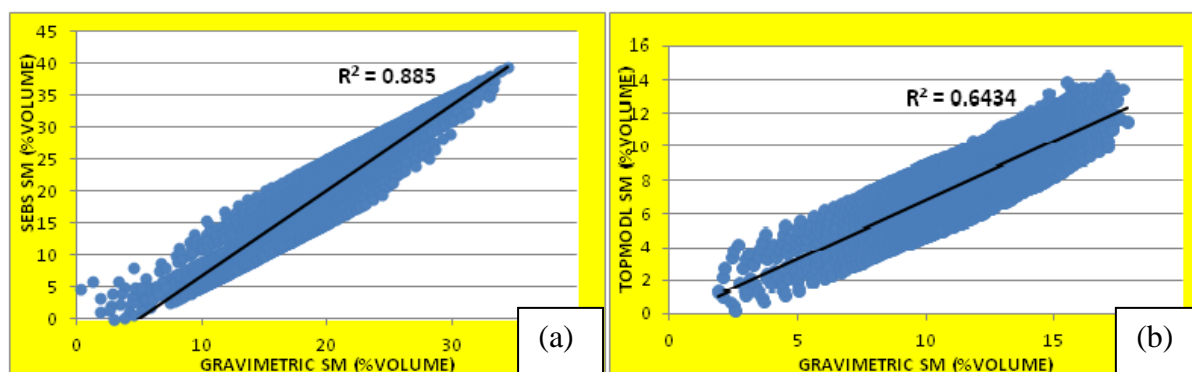 45
40
35
30
25
20
15
10
5
0
SEBS SM (%VOLUME)
R² = 0.885
0 10 20 30
GRAVIMETRIC SM (%VOLUME)
(a)
16
14
12
10
8
6
4
2
0
TOPMODL SM (%VOLUME)
R² = 0.6434
0 5 10 15
GRAVIMETRIC SM (%VOLUME)
(b)